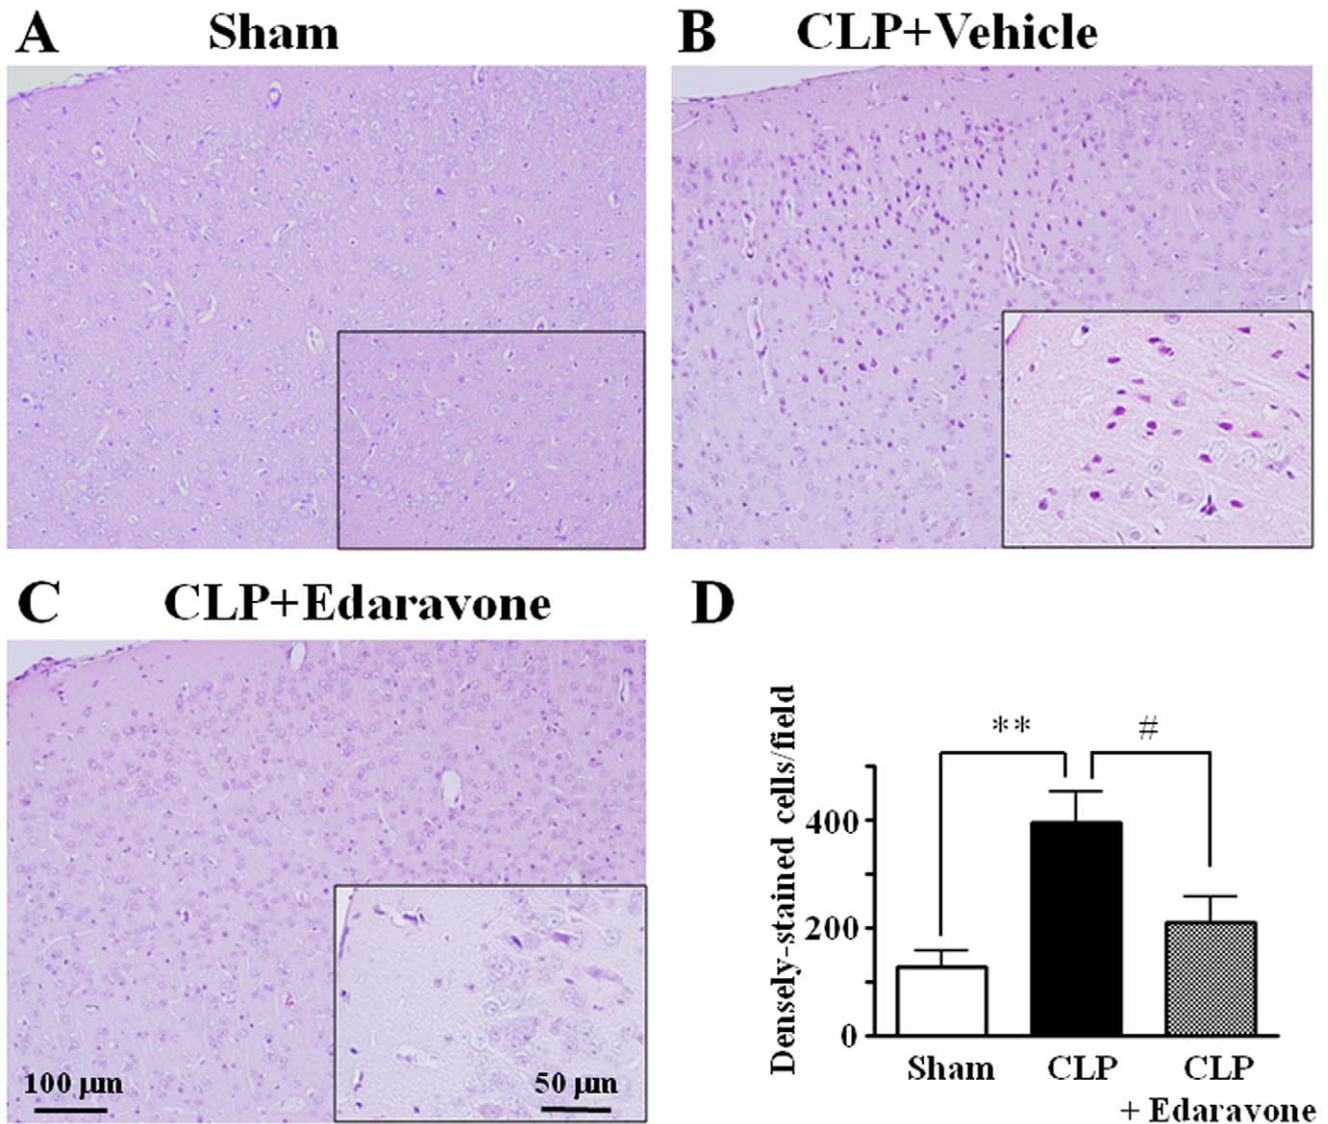 A Sham
B CLP+Vehicle
C CLP+Edaravone
100 μm
50 μm
D
Densely-stained cells/field
** #
400
200
0
Sham CLP CLP
+ Edaravone